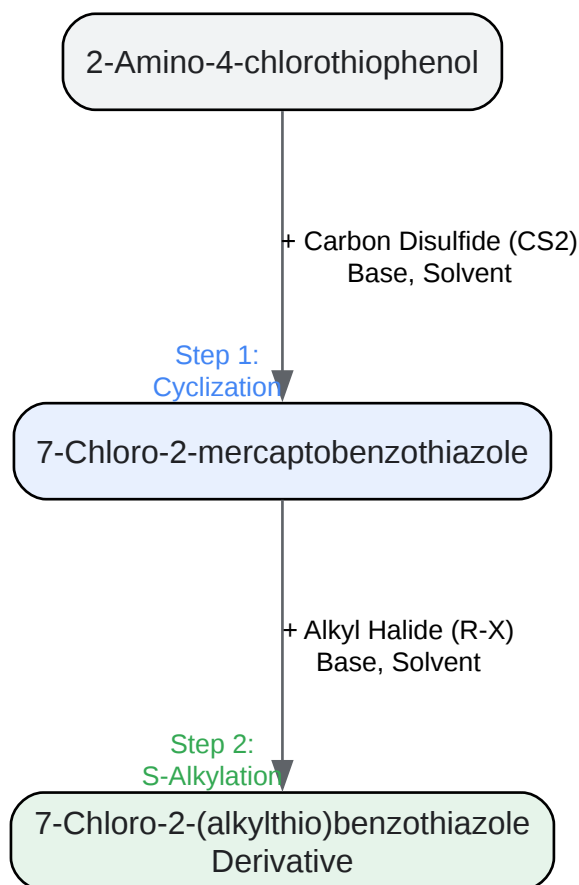 2-Amino-4-chlorothiophenol
+ Carbon Disulfide (CS2)
Base, Solvent
Step 1:
Cyclization
7-Chloro-2-mercaptobenzothiazole
+ Alkyl Halide (R-X)
Base, Solvent
Step 2:
S-Alkylation
7-Chloro-2-(alkylthio)benzothiazole
Derivative